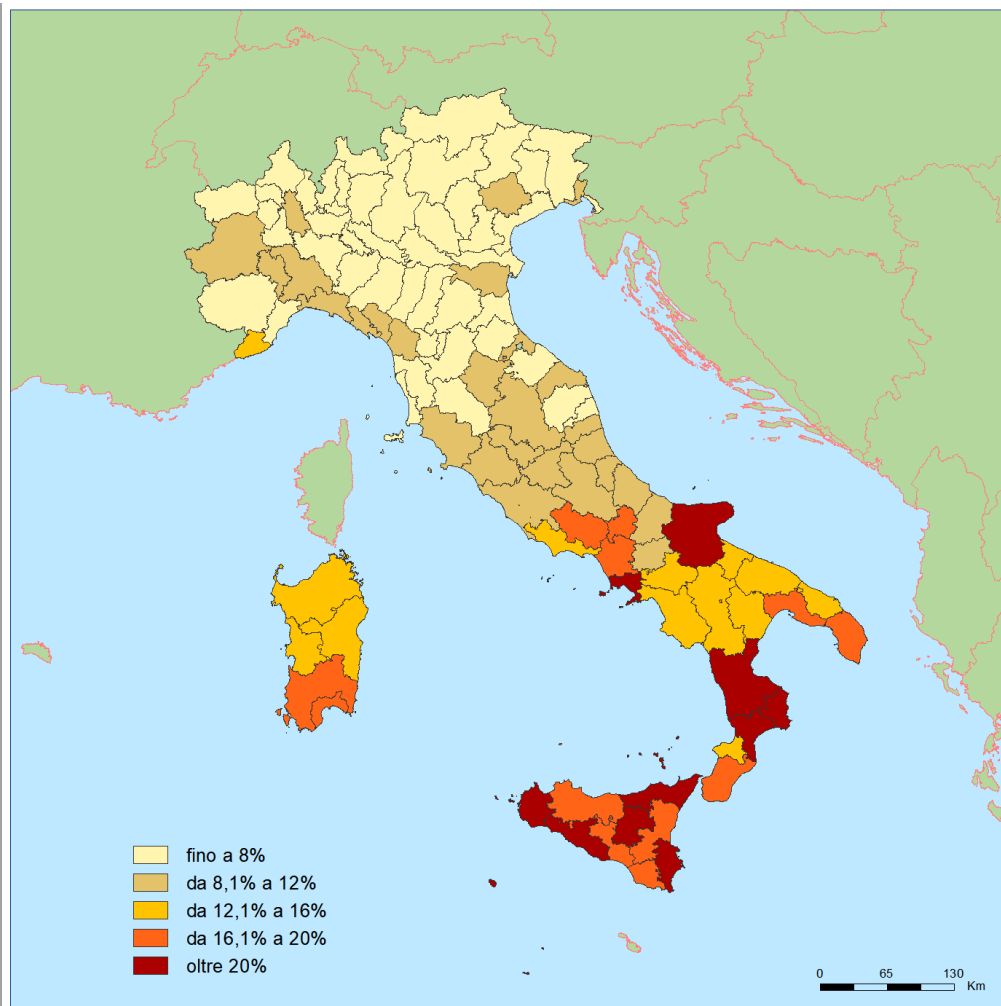 fino a 8%
da 8,1% a 12%
da 12,1% a 16%
da 16,1% a 20%
oltre 20%
0 65 130
Km